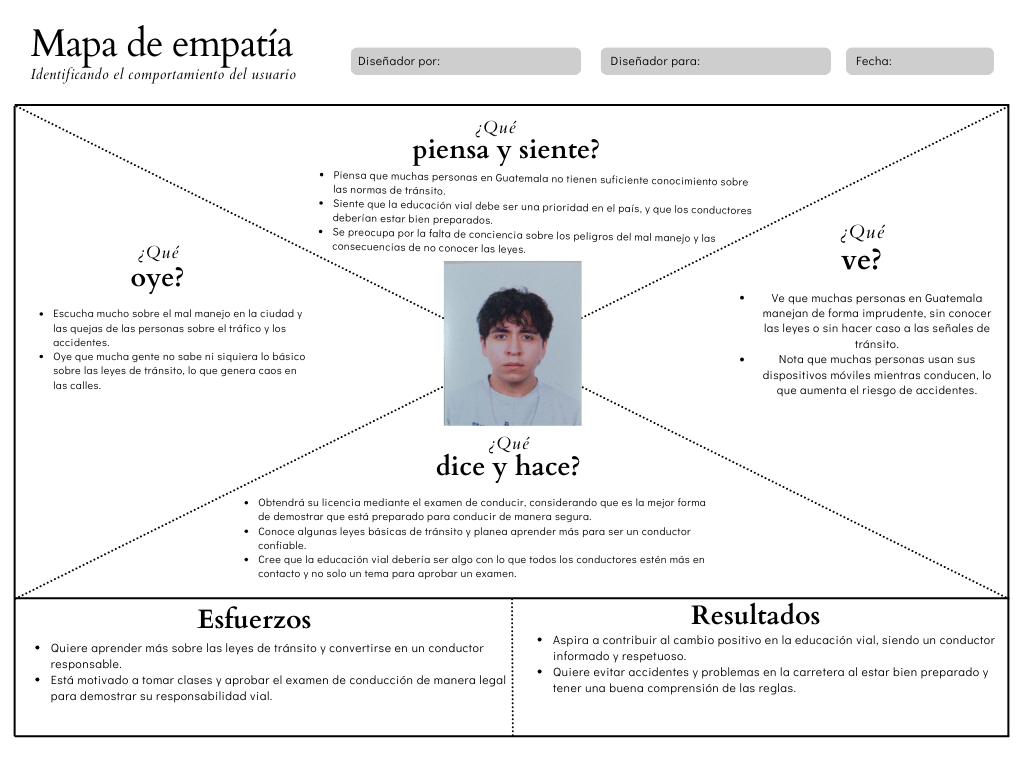 Mapa de empatía
Identificando el comportamiento del usuario
Diseñador por:
Diseñador para:
Fecha:
¿Qué
piensa y siente?
• Piensa que muchas personas en Guatemala no tienen suficiente conocimiento sobre
las normas de tránsito.
• Siente que la educación vial debe ser una prioridad en el país, y que los conductores
deberían estar bien preparados.
• Se preocupa por la falta de conciencia sobre los peligros del mal manejo y las
consecuencias de no conocer las leyes.
¿Qué
oye?
• Escucha mucho sobre el mal manejo en la ciudad y
las quejas de las personas sobre el tráfico y los
accidentes.
• Oye que mucha gente no sabe ni siquiera lo básico
sobre las leyes de tránsito, lo que genera caos en
las calles.
¿Qué
ve?
• Ve que muchas personas en Guatemala
manejan de forma imprudente, sin conocer
las leyes o sin hacer caso a las señales de
tránsito.
• Nota que muchas personas usan sus
dispositivos móviles mientras conducen, lo
que aumenta el riesgo de accidentes.
¿Qué
dice y hace?
• Obtendrá su licencia mediante el examen de conducir, considerando que es la mejor forma
de demostrar que está preparado para conducir de manera segura.
• Conoce algunas leyes básicas de tránsito y planea aprender más para ser un conductor
confiable.
• Cree que la educación vial debería ser algo con lo que todos los conductores estén más en
contacto y no solo un tema para aprobar un examen.
Esfuerzos
• Quiere aprender más sobre las leyes de tránsito y convertirse en un conductor
responsable.
• Está motivado a tomar clases y aprobar el examen de conducción de manera legal
para demostrar su responsabilidad vial.
Resultados
• Aspira a contribuir al cambio positivo en la educación vial, siendo un conductor
informado y respetuoso.
• Quiere evitar accidentes y problemas en la carretera al estar bien preparado y
tener una buena comprensión de las reglas.